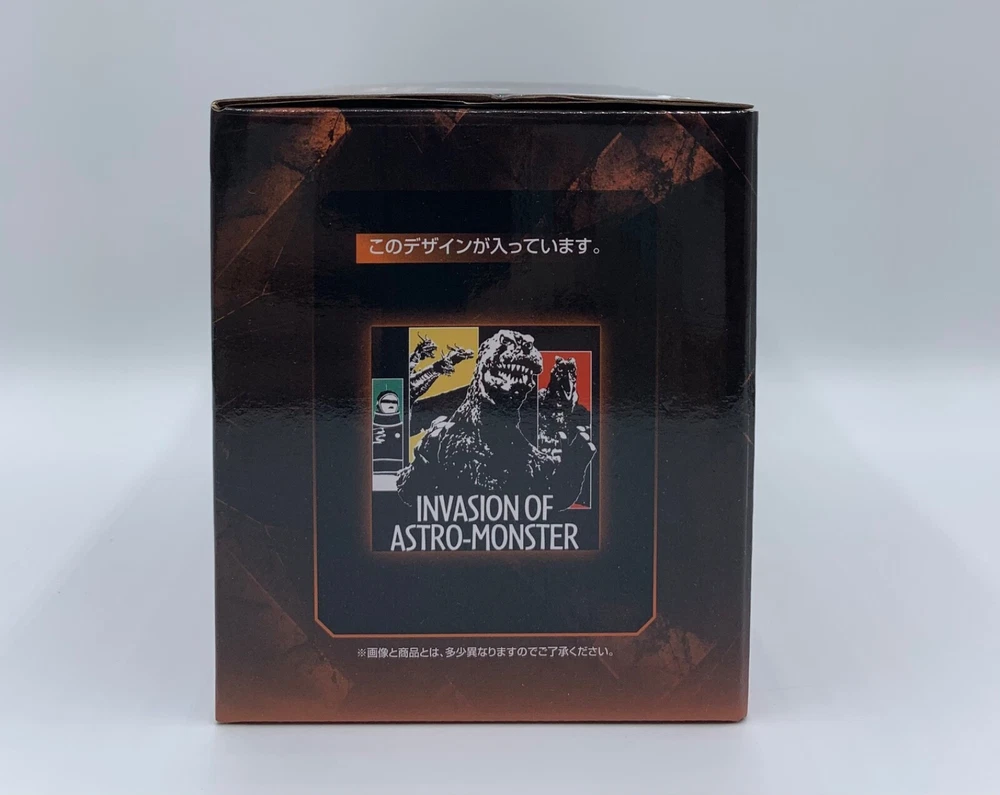 このデザインが入っています。
INVASION OF
ASTRO-MONSTER
※画像と商品とは、多少異なりますのでご了承ください。